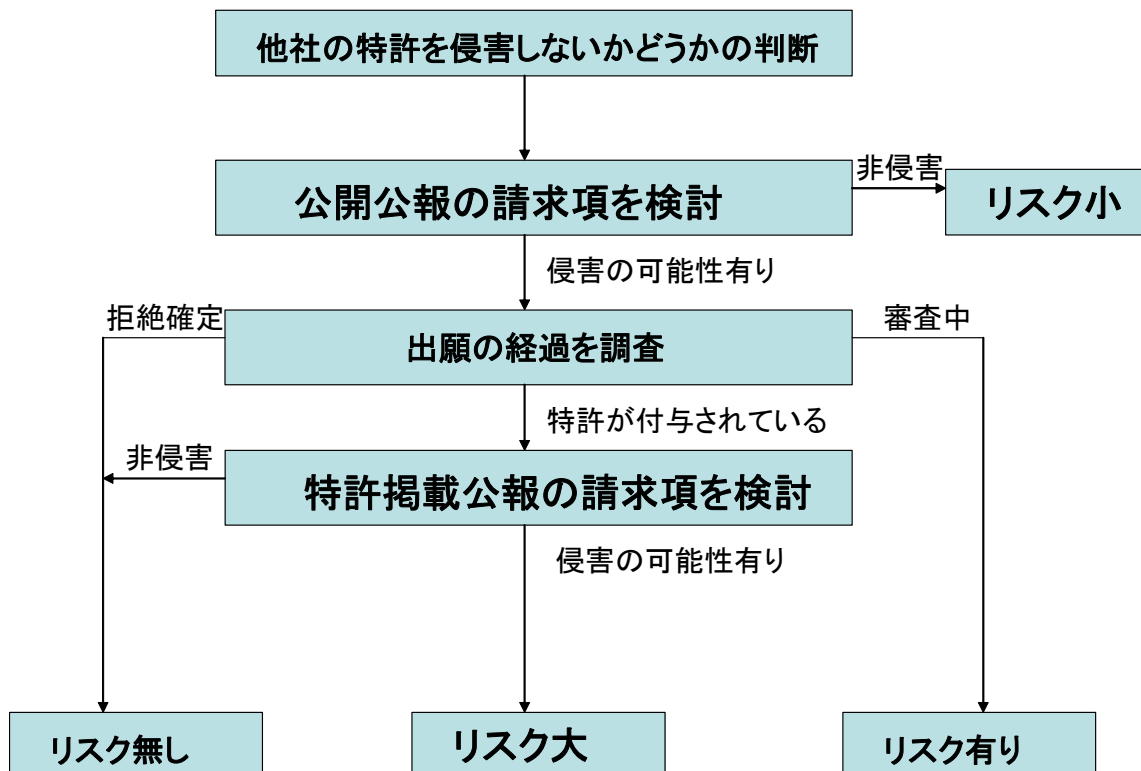 他社の特許を侵害しないかどうかの判断
公開公報の請求項を検討
非侵害
リスク小
侵害の可能性有り
拒絶確定
出願の経過を調査
審査中
特許が付与されている
非侵害
特許掲載公報の請求項を検討
侵害の可能性有り
リスク無し
リスク大
リスク有り